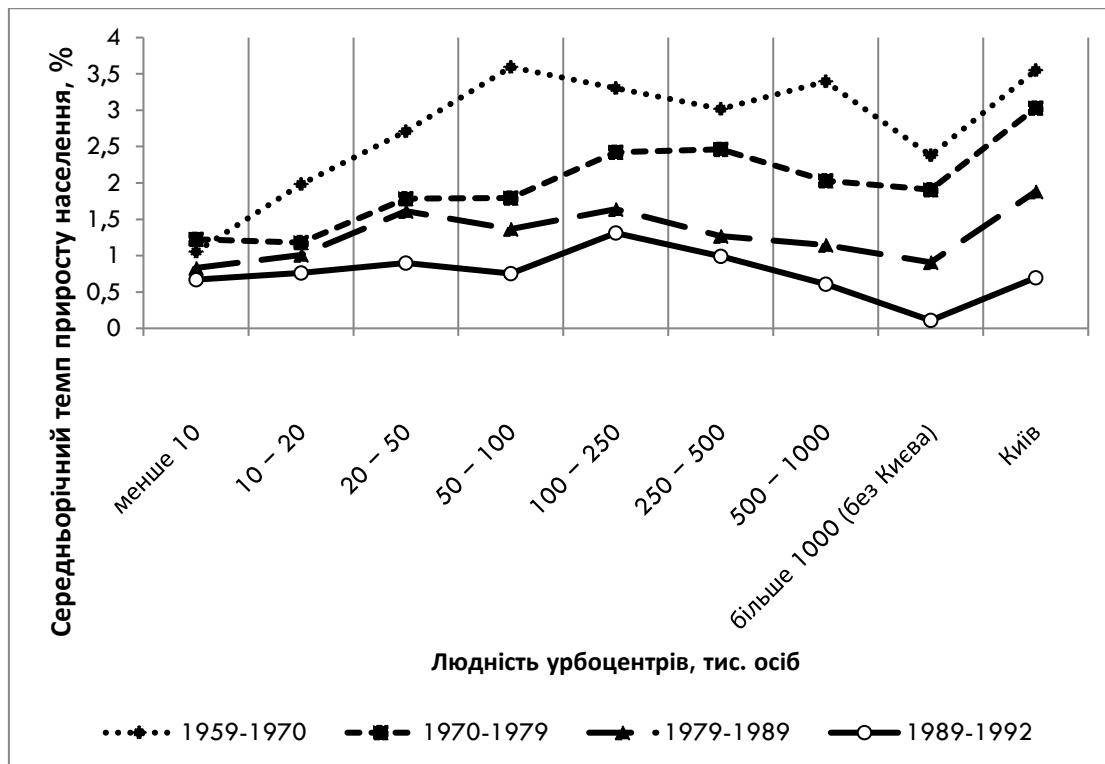 Середньорічний темп приросту населення, %
4
3,5
3
2,5
2
1,5
1
0,5
0
менше 10
10 – 20
20 – 50
50 – 100
100 – 250
250 – 500
500 – 1000
більше 1000 (без Києва)
Київ
Людність урбоцентрів, тис. осіб
1959-1970 1970-1979 1979-1989 1989-1992